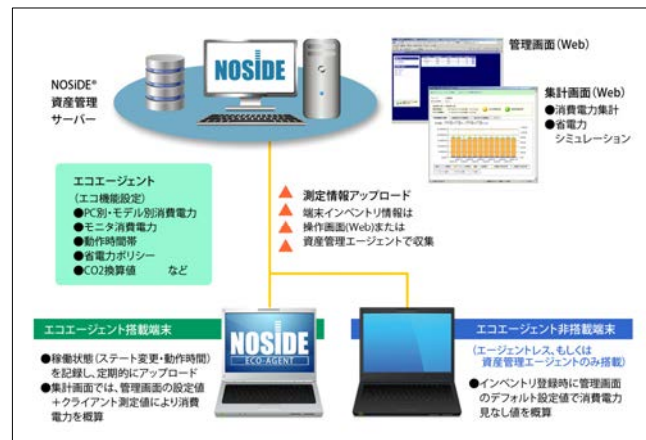 NOSiDE
NOSiDE®
資産管理
サーバー
管理画面(Web)
集計画面(Web)
●消費電力集計
●省電力
シミュレーション
エコエージェント
(エコ機能設定)
●PC別・モデル別消費電力
●モニタ消費電力
●動作時間帯
●省電力ポリシー
●CO2換算値 など
測定情報アップロード
端末インベントリ情報は
操作画面(Web)または
資産管理エージェントで収集
エコエージェント搭載端末
●稼働状態(ステート変更・動作時間)
を記録し、定期的にアップロード
●集計画面では、管理画面の設定値
+クライアント測定値により消費
電力を概算
NOSiDE
ECO-AGENT
エコエージェント非搭載端末
(エージェントレス、もしくは
資産管理エージェントのみ搭載)
●インベントリ登録時に管理画面
のデフォルト設定値で消費電力
見なし値を概算